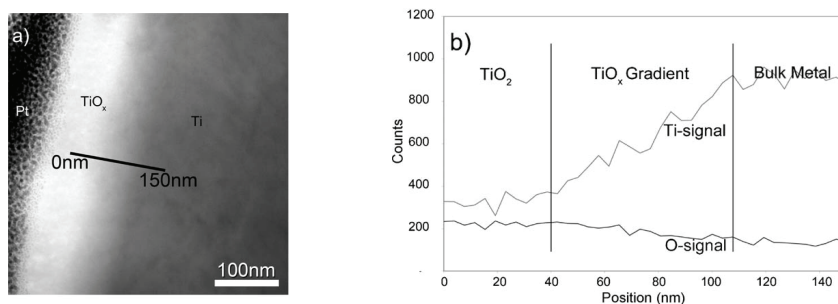 a)
Pt
TiOx
Ti
0nm
150nm
100nm
b)
1200
1000
800
600
400
200
-
Counts
TiO2
TiOx Gradient
Bulk Metal
Ti-signal
O-signal
0 20 40 60 80 100 120 140
Position (nm)